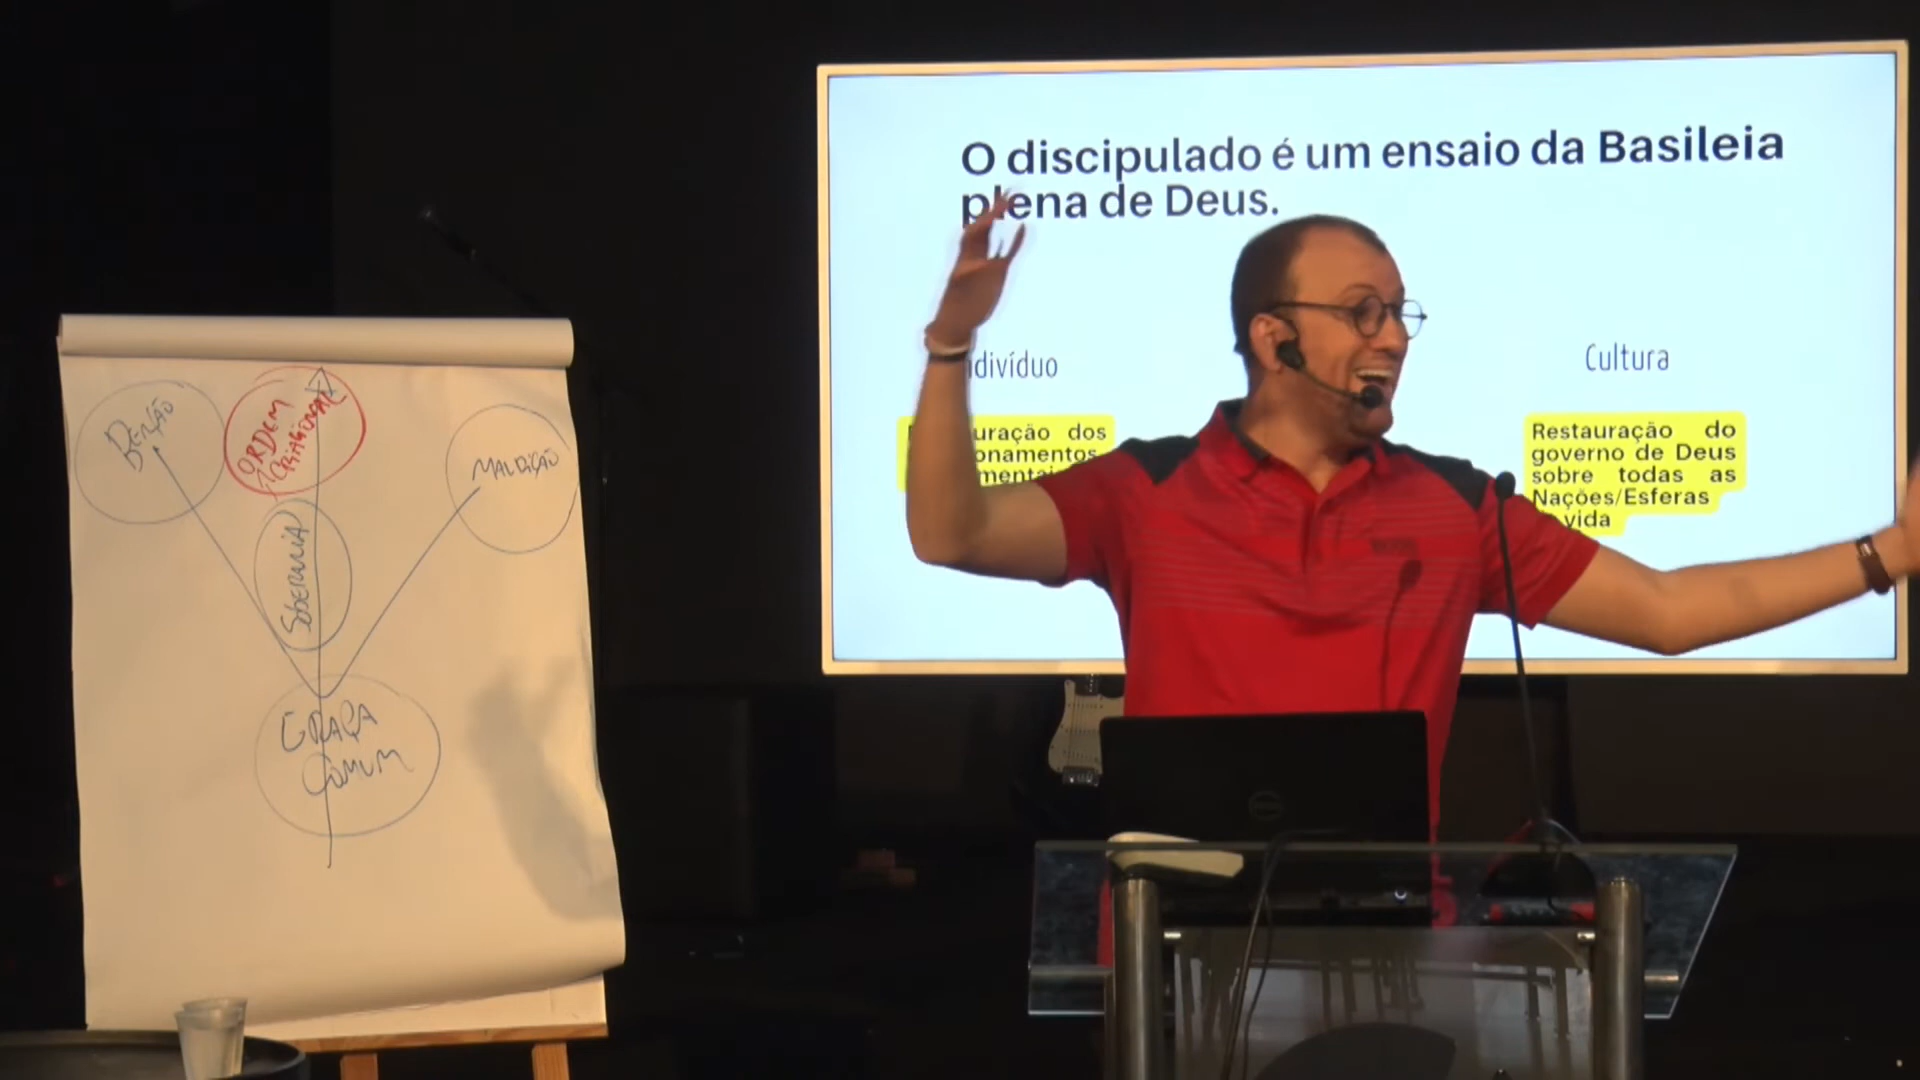 O discipulado é um ensaio da Basileia
plena de Deus.
Cultura
uração dos
onamentos
Restauração do
governo de Deus
sobre todas as
Nações/Esferas
vida
BENÇÃO
ORDEM
CRIACIONAL
MALDIÇÃO
SOBERANIA
GRAÇA
COMUM